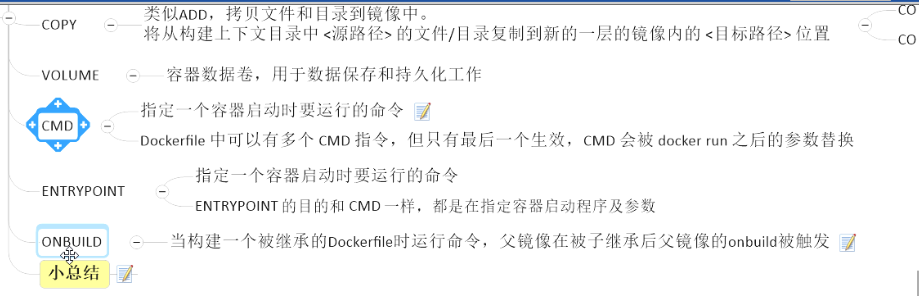 类似ADD，拷贝文件和目录到镜像中。
CO
COPY
将从构建上下文目录中 <源路径> 的文件/目录复制到新的一层的镜像内的 <目标路径> 位置
CO
VOLUME
容器数据卷，用于数据保存和持久化工作
指定一个容器启动时要运行的命令
CMD
Dockerfile 中可以有多个 CMD 指令，但只有最后一个生效，CMD 会被 docker run 之后的参数替换
指定一个容器启动时要运行的命令
ENTRYPOINT
ENTRYPOINT 的目的和 CMD 一样，都是在指定容器启动程序及参数
ONBUILD
当构建一个被继承的Dockerfile时运行命令，父镜像在被子继承后父镜像的onbuild被触发
小总结